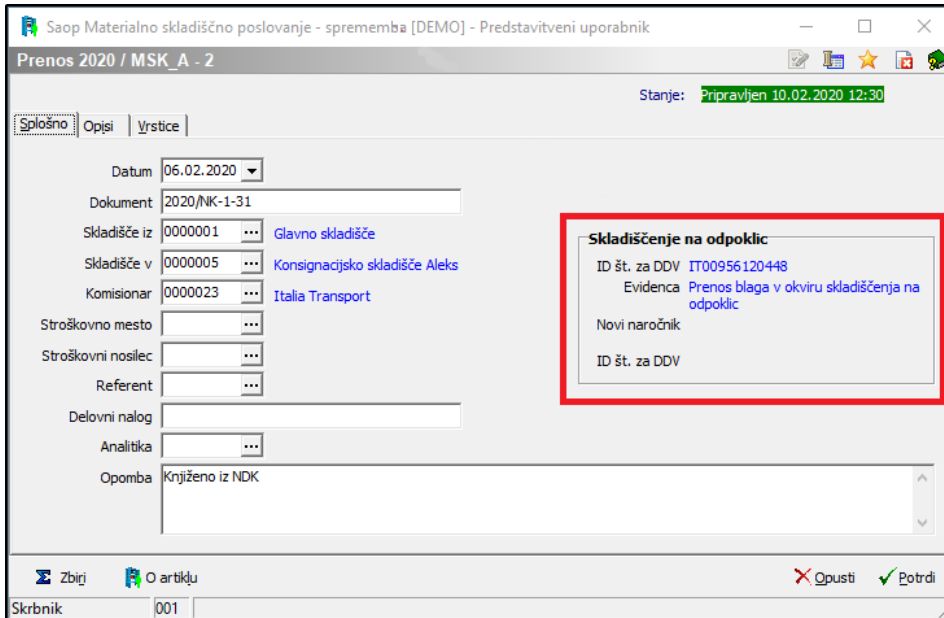 Saop Materialno skladiščno poslovanje - sprememba [DEMO] - Predstavitveni uporabnik
Prenos 2020 / MSK_A - 2
Stanje: Pripravljen 10.02.2020 12:30
Splošno Opisi Vrstice
Datum 06.02.2020
Dokument 2020/NK-1-31
Skladišče iz 0000001 ... Glavno skladišče
Skladišče v 0000005 ... Konsignacijsko skladišče Aleks
Komisionar 0000023 ... Italia Transport
Stroškovno mesto ...
Stroškovni nosilec ...
Referent ...
Delovni nalog
Analitika ...
Opomba Knjiženo iz NDK
Skladiščenje na odpoklic
ID št. za DDV IT00956120448
Evidenca Prenos blaga v okviru skladiščenja na
odpoklic
Novi naročnik
ID št. za DDV
Zbiri O artiklu Opusti Potrdi
Skrbnik 001